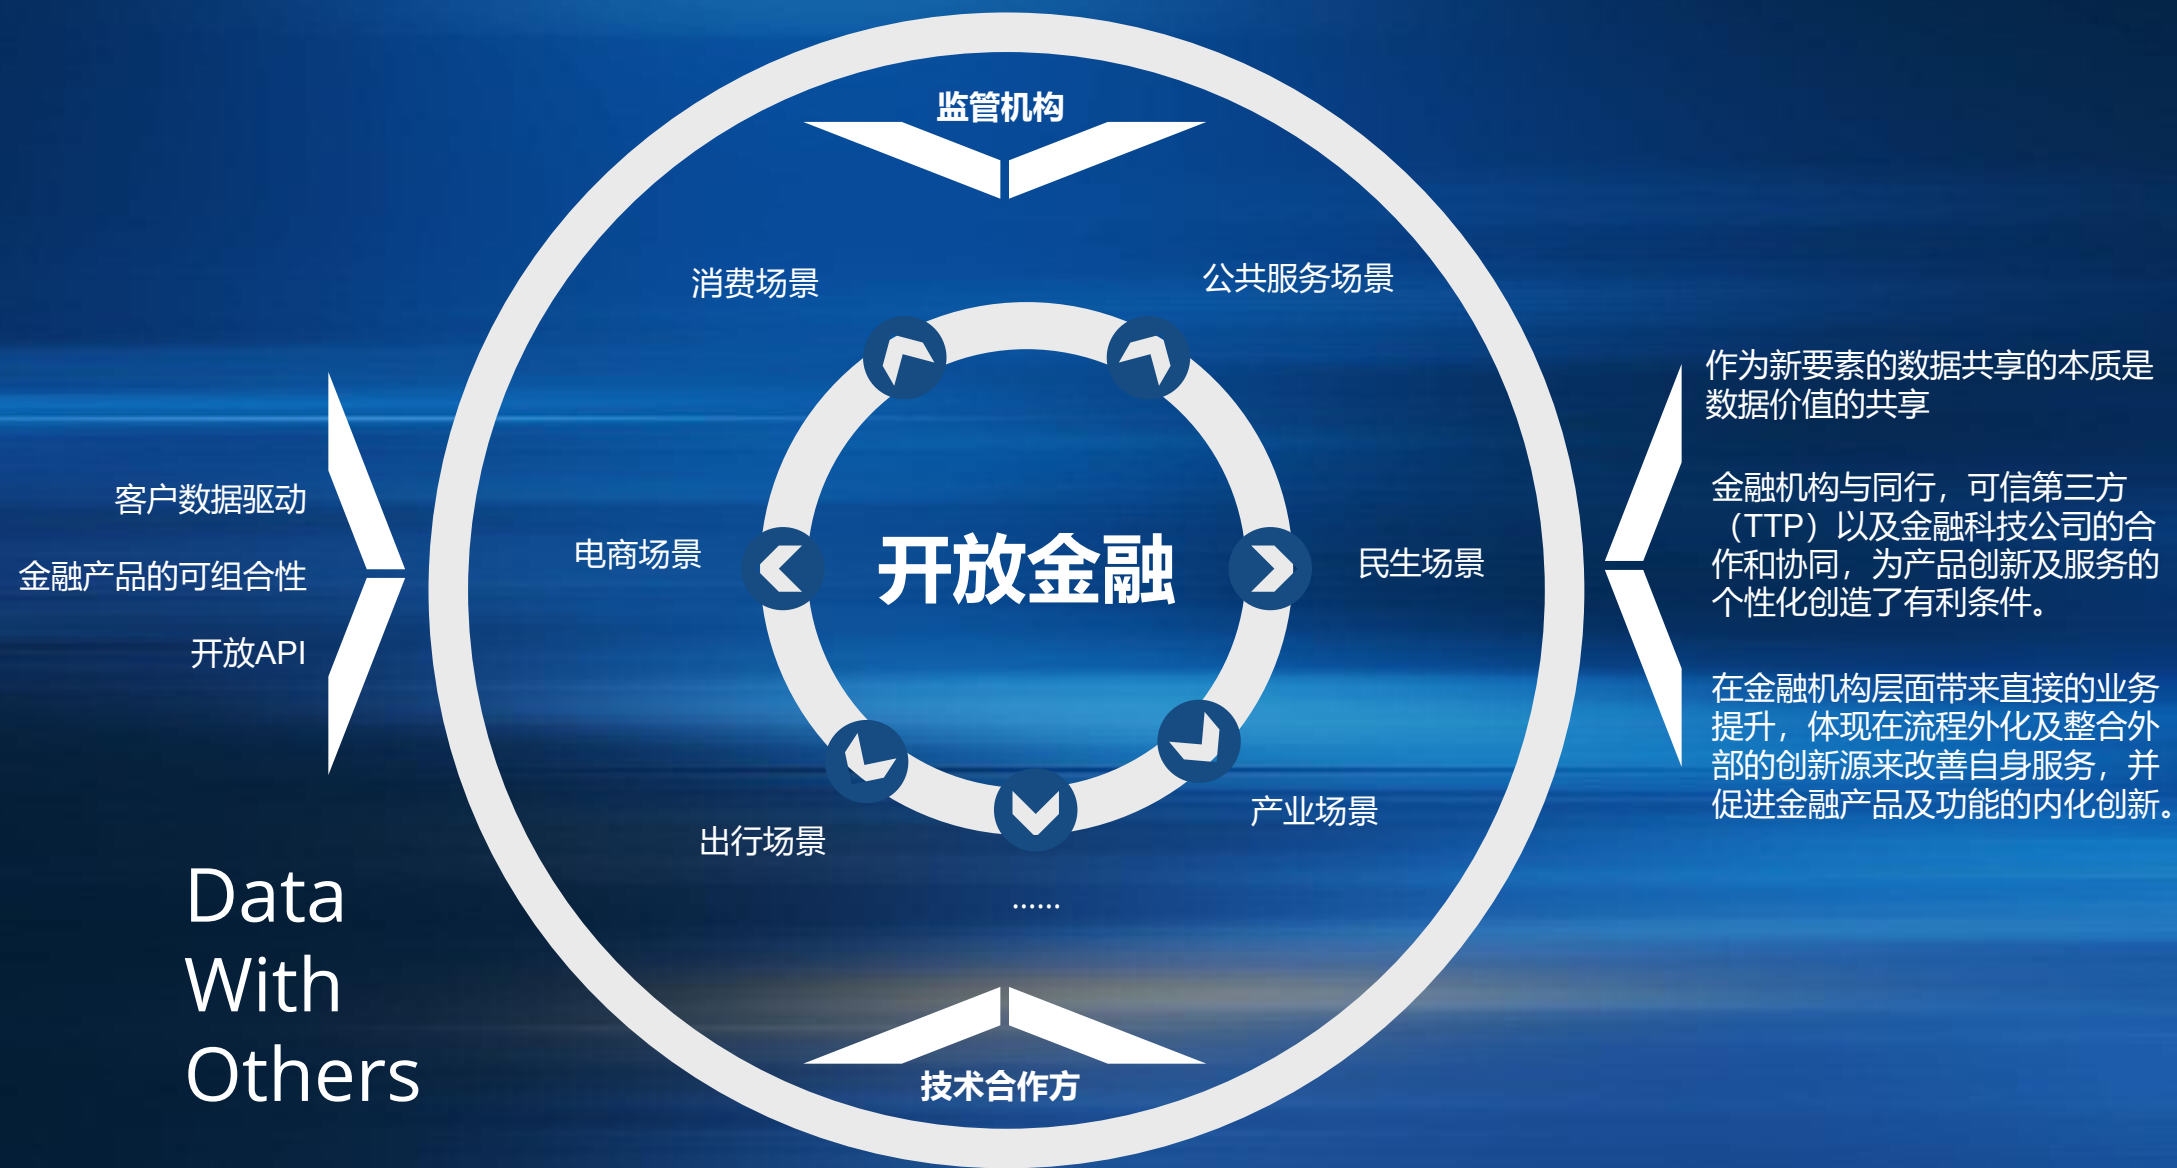 监管机构
消费场景
公共服务场景
电商场景
开放金融
民生场景
出行场景
产业场景
......
技术合作方
客户数据驱动
金融产品的可组合性
开放API
Data
With
Others
作为新要素的数据共享的本质是
数据价值的共享
金融机构与同行，可信第三方
（TTP）以及金融科技公司的合
作和协同，为产品创新及服务的
个性化创造了有利条件。
在金融机构层面带来直接的业务
提升，体现在流程外化及整合外
部的创新源来改善自身服务，并
促进金融产品及功能的内化创新。